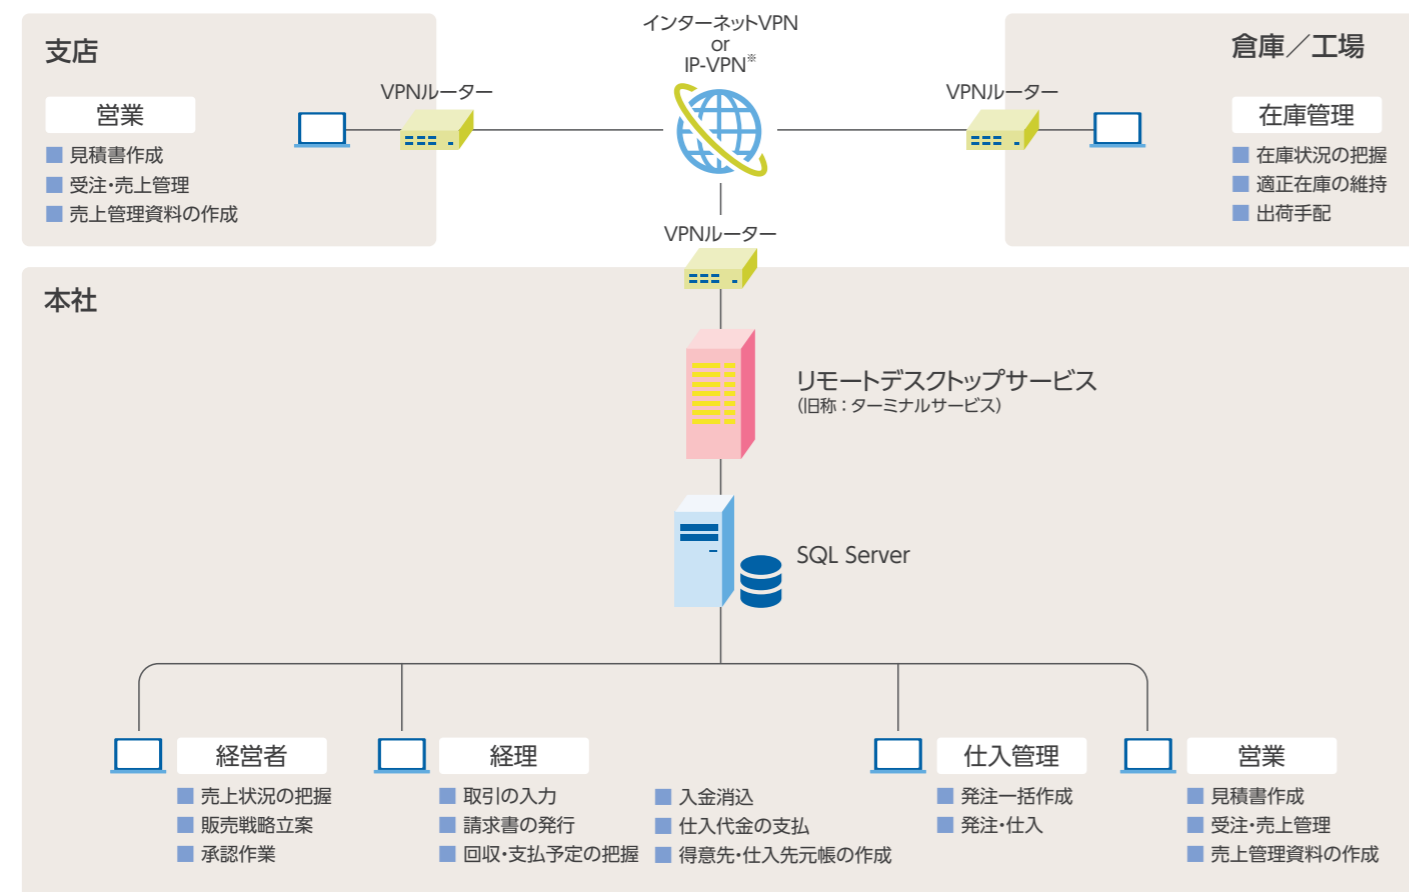 支店
営業
■ 見積書作成
■ 受注・売上管理
■ 売上管理資料の作成
VPNルーター
インターネットVPN
or
IP-VPN※
VPNルーター
倉庫／工場
在庫管理
■ 在庫状況の把握
■ 適正在庫の維持
■ 出荷手配
VPNルーター
本社
リモートデスクトップサービス
（旧称：ターミナルサービス）
SQL Server
経営者
■ 売上状況の把握
■ 販売戦略立案
■ 承認作業
経理
■ 取引の入力
■ 請求書の発行
■ 回収・支払予定の把握
■ 入金消込
■ 仕入代金の支払
■ 得意先・仕入先元帳の作成
仕入管理
■ 発注一括作成
■ 発注・仕入
営業
■ 見積書作成
■ 受注・売上管理
■ 売上管理資料の作成